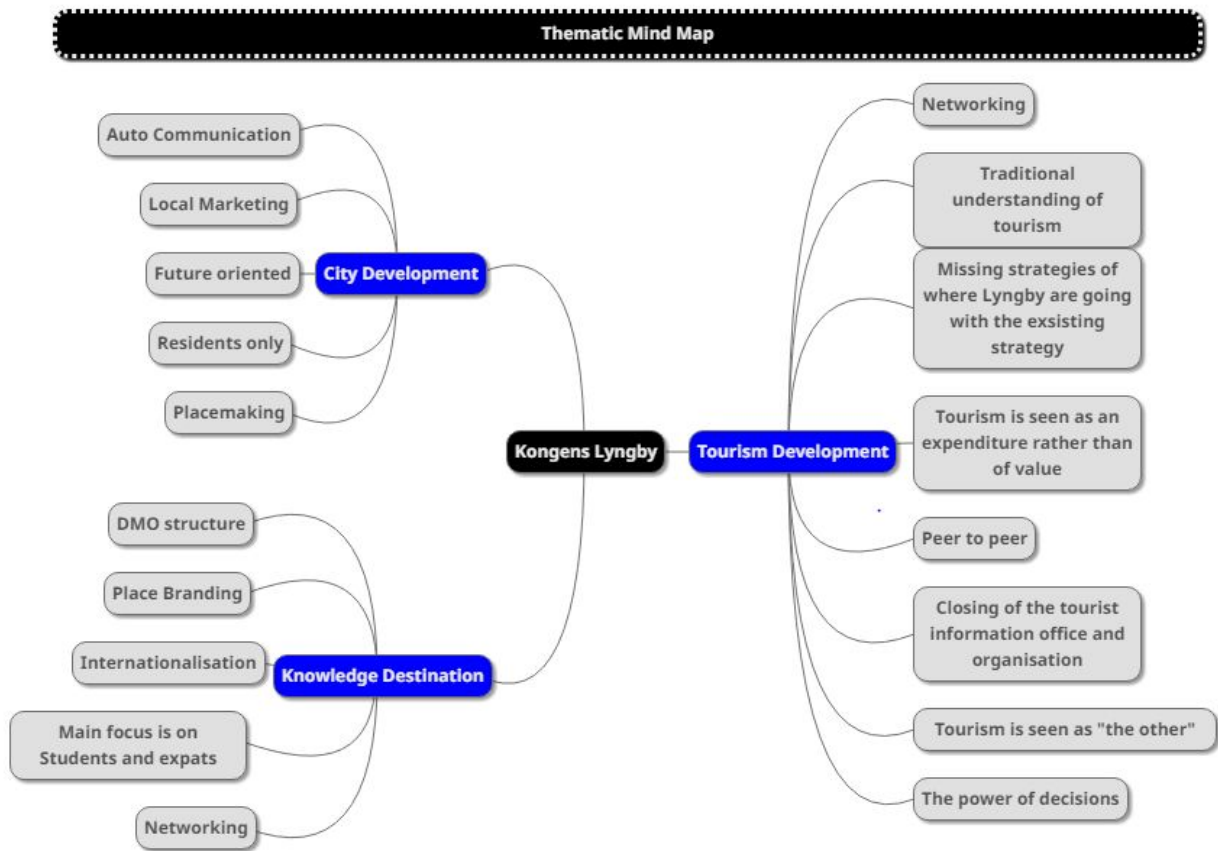 Thematic Mind Map
Auto Communication
Local Marketing
Future oriented
Residents only
Placemaking
City Development
DMO structure
Place Branding
Internationalisation
Main focus is on
Students and expats
Networking
Knowledge Destination
Kongens Lyngby
Tourism Development
Networking
Traditional
understanding of
tourism
Missing strategies of
where Lyngby are going
with the exsisting
strategy
Tourism is seen as an
expenditure rather than
of value
Peer to peer
Closing of the tourist
information office and
organisation
Tourism is seen as "the other"
The power of decisions